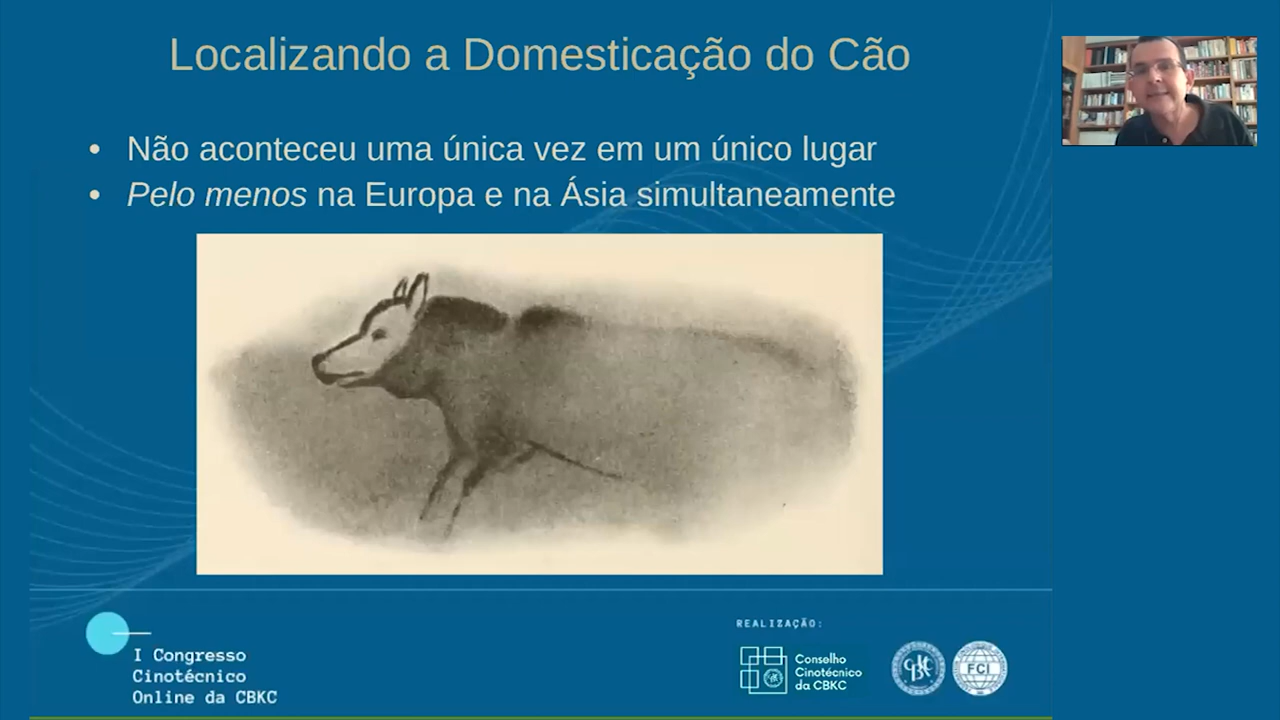 Localizando a Domesticação do Cão
• Não aconteceu uma única vez em um único lugar
• Pelo menos na Europa e na Ásia simultaneamente
I Congresso
Cinotécnico
Online da CBKC
REALIZAÇÃO:
Conselho
Cinotécnico
da CBKC
FCI